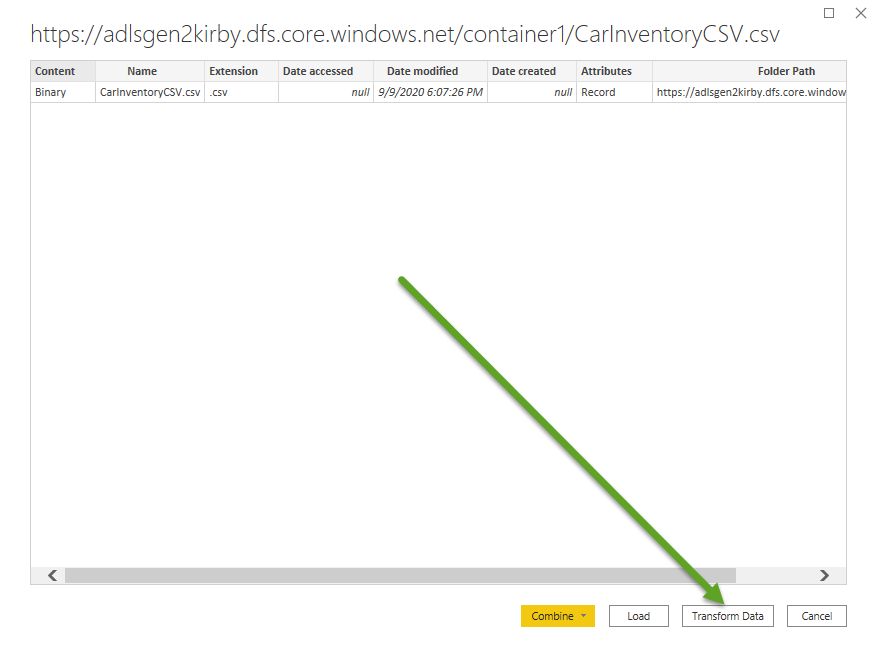 https://adlsgen2kirby.dfs.core.windows.net/container1/CarInventoryCSV.csv
Content Name Extension Date accessed Date modified Date created Attributes Folder Path
Binary CarInventoryCSV.csv .csv null 9/9/2020 6:07:26 PM null Record https://adlsgen2kirby.dfs.core.window
Combine Load Transform Data Cancel